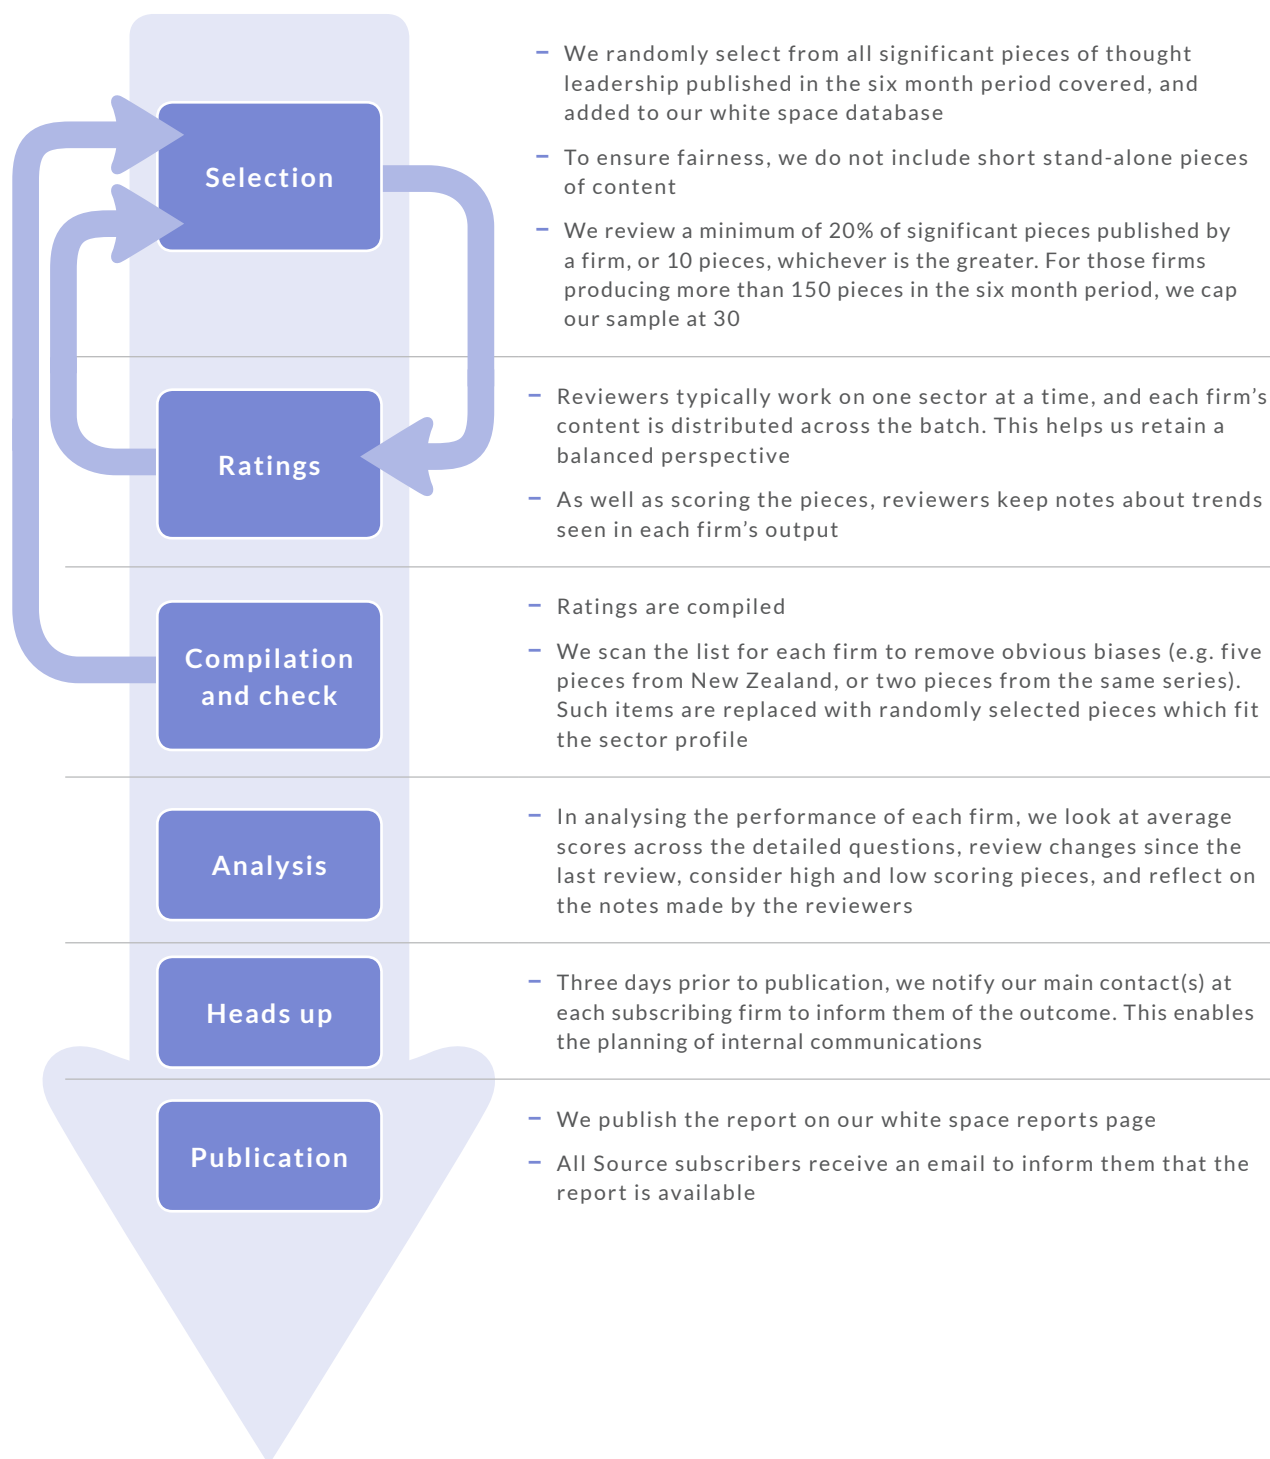 Selection
– We randomly select from all significant pieces of thought
leadership published in the six month period covered, and
added to our white space database
– To ensure fairness, we do not include short stand-alone pieces
of content
– We review a minimum of 20% of significant pieces published by
a firm, or 10 pieces, whichever is the greater. For those firms
producing more than 150 pieces in the six month period, we cap
our sample at 30
Ratings
– Reviewers typically work on one sector at a time, and each firm’s
content is distributed across the batch. This helps us retain a
balanced perspective
– As well as scoring the pieces, reviewers keep notes about trends
seen in each firm’s output
Compilation
and check
– Ratings are compiled
– We scan the list for each firm to remove obvious biases (e.g. five
pieces from New Zealand, or two pieces from the same series).
Such items are replaced with randomly selected pieces which fit
the sector profile
Analysis
– In analysing the performance of each firm, we look at average
scores across the detailed questions, review changes since the
last review, consider high and low scoring pieces, and reflect on
the notes made by the reviewers
Heads up
– Three days prior to publication, we notify our main contact(s) at
each subscribing firm to inform them of the outcome. This enables
the planning of internal communications
Publication
– We publish the report on our white space reports page
– All Source subscribers receive an email to inform them that the
report is available